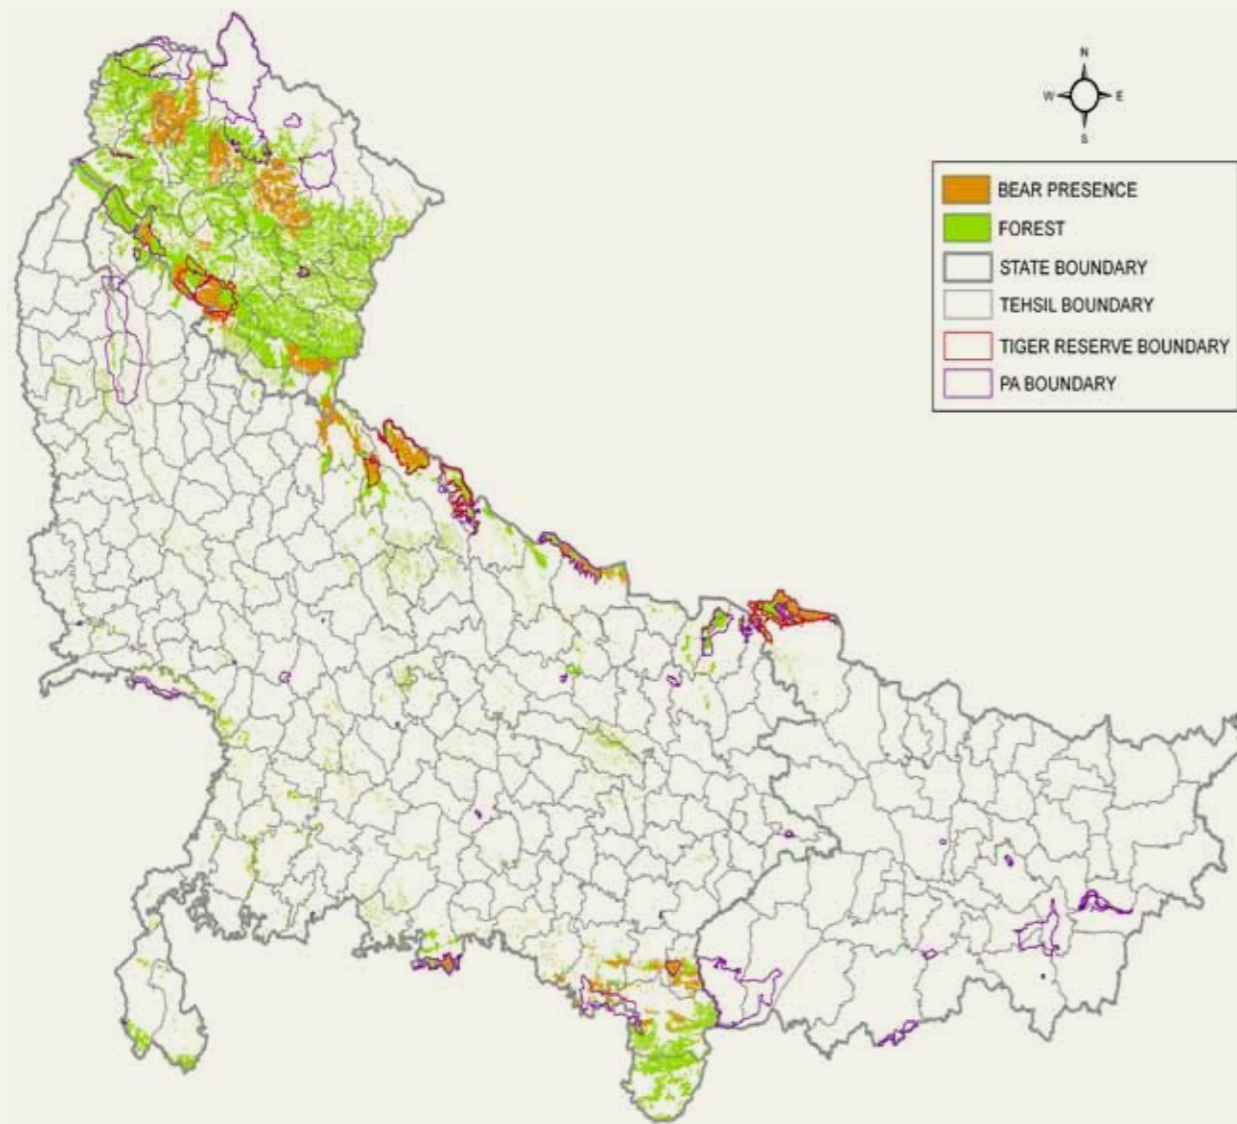 N
W E
S
BEAR PRESENCE
FOREST
STATE BOUNDARY
TEHSIL BOUNDARY
TIGER RESERVE BOUNDARY
PA BOUNDARY